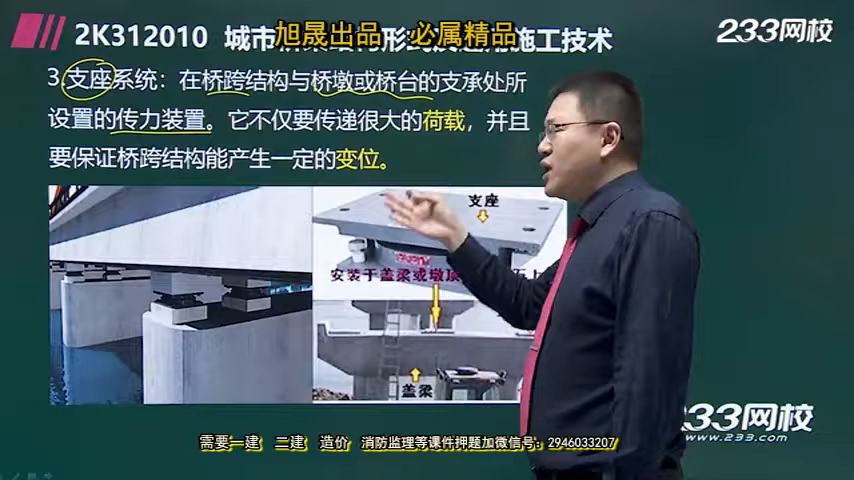 2K312010 城市
旭晟出品 必属精品
施工技术
233网校
3.支座系统：在桥跨结构与桥墩或桥台的支承处所
设置的传力装置。它不仅要传递很大的荷载，并且
要保证桥跨结构能产生一定的变位。
支座
安装于盖梁或墩顶
盖梁
233网校
www.233.com
需要一建 二建 造价 消防监理等课件押题加微信号：2946033207